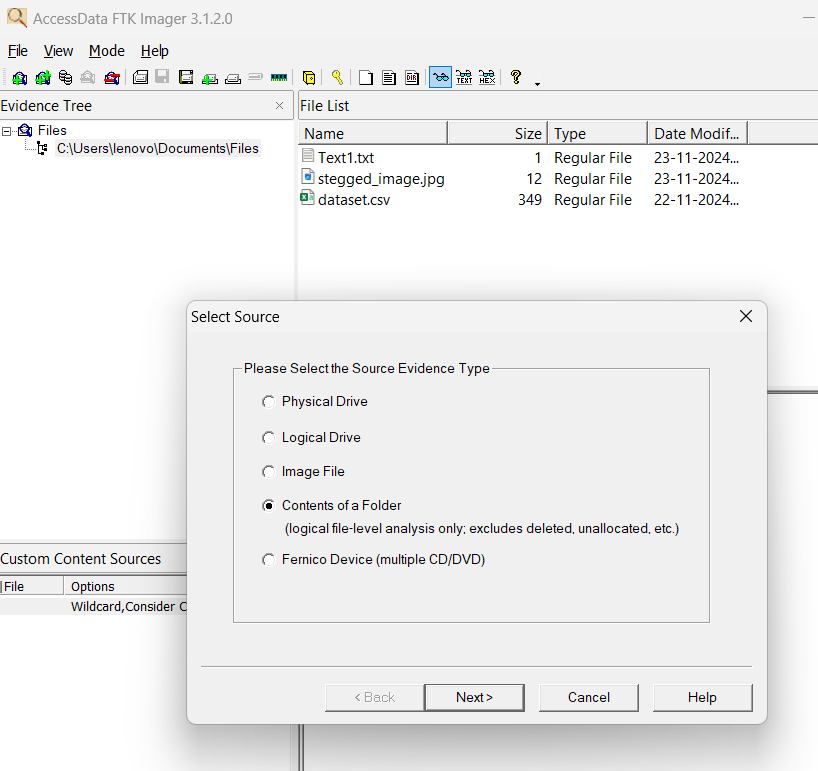 AccessData FTK Imager 3.1.2.0
File View Mode Help
TEXT HEX
Evidence Tree
Files
C:\Users\lenovo\Documents\Files
File List
Name Size Type Date Modif...
Text1.txt 1 Regular File 23-11-2024...
stegged_image.jpg 12 Regular File 23-11-2024...
dataset.csv 349 Regular File 22-11-2024...
Select Source
Please Select the Source Evidence Type
Physical Drive
Logical Drive
Image File
Contents of a Folder
(logical file-level analysis only; excludes deleted, unallocated, etc.)
Fernico Device (multiple CD/DVD)
< Back Next > Cancel Help
Custom Content Sources
File Options
Wildcard,Consider C